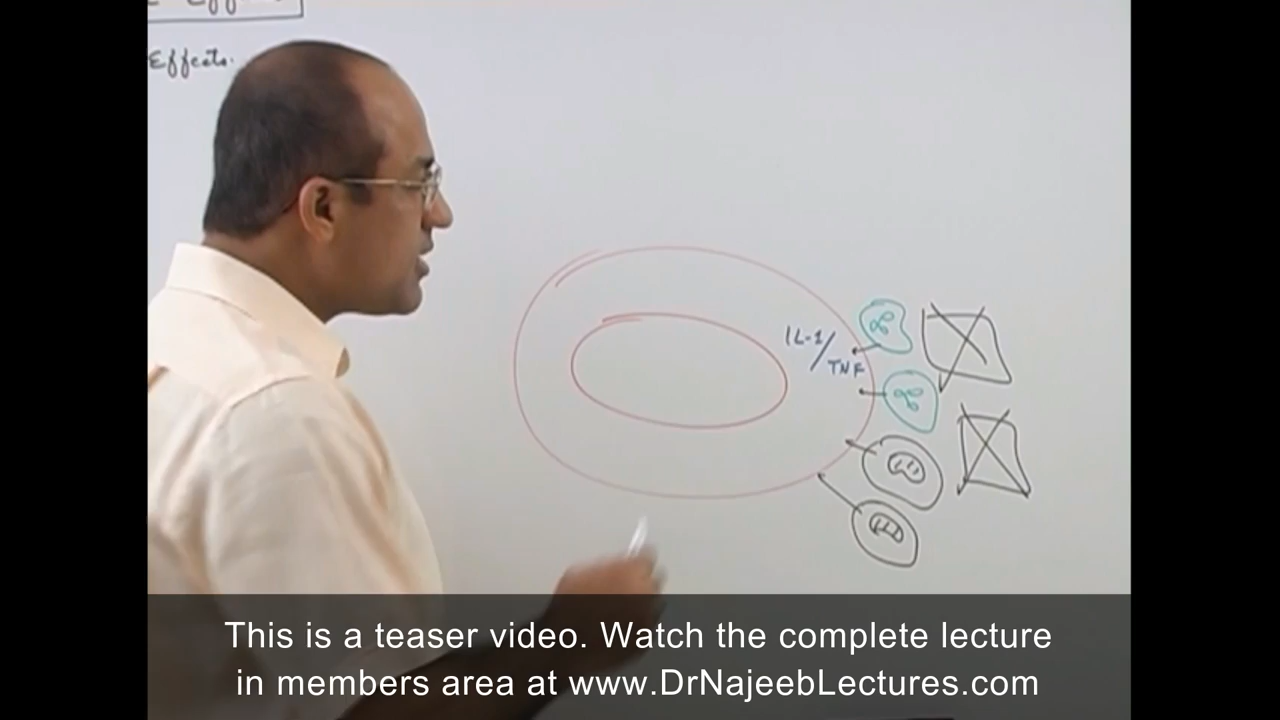 Effects.
IL-1/
TNF
This is a teaser video. Watch the complete lecture
in members area at www.DrNajeebLectures.com